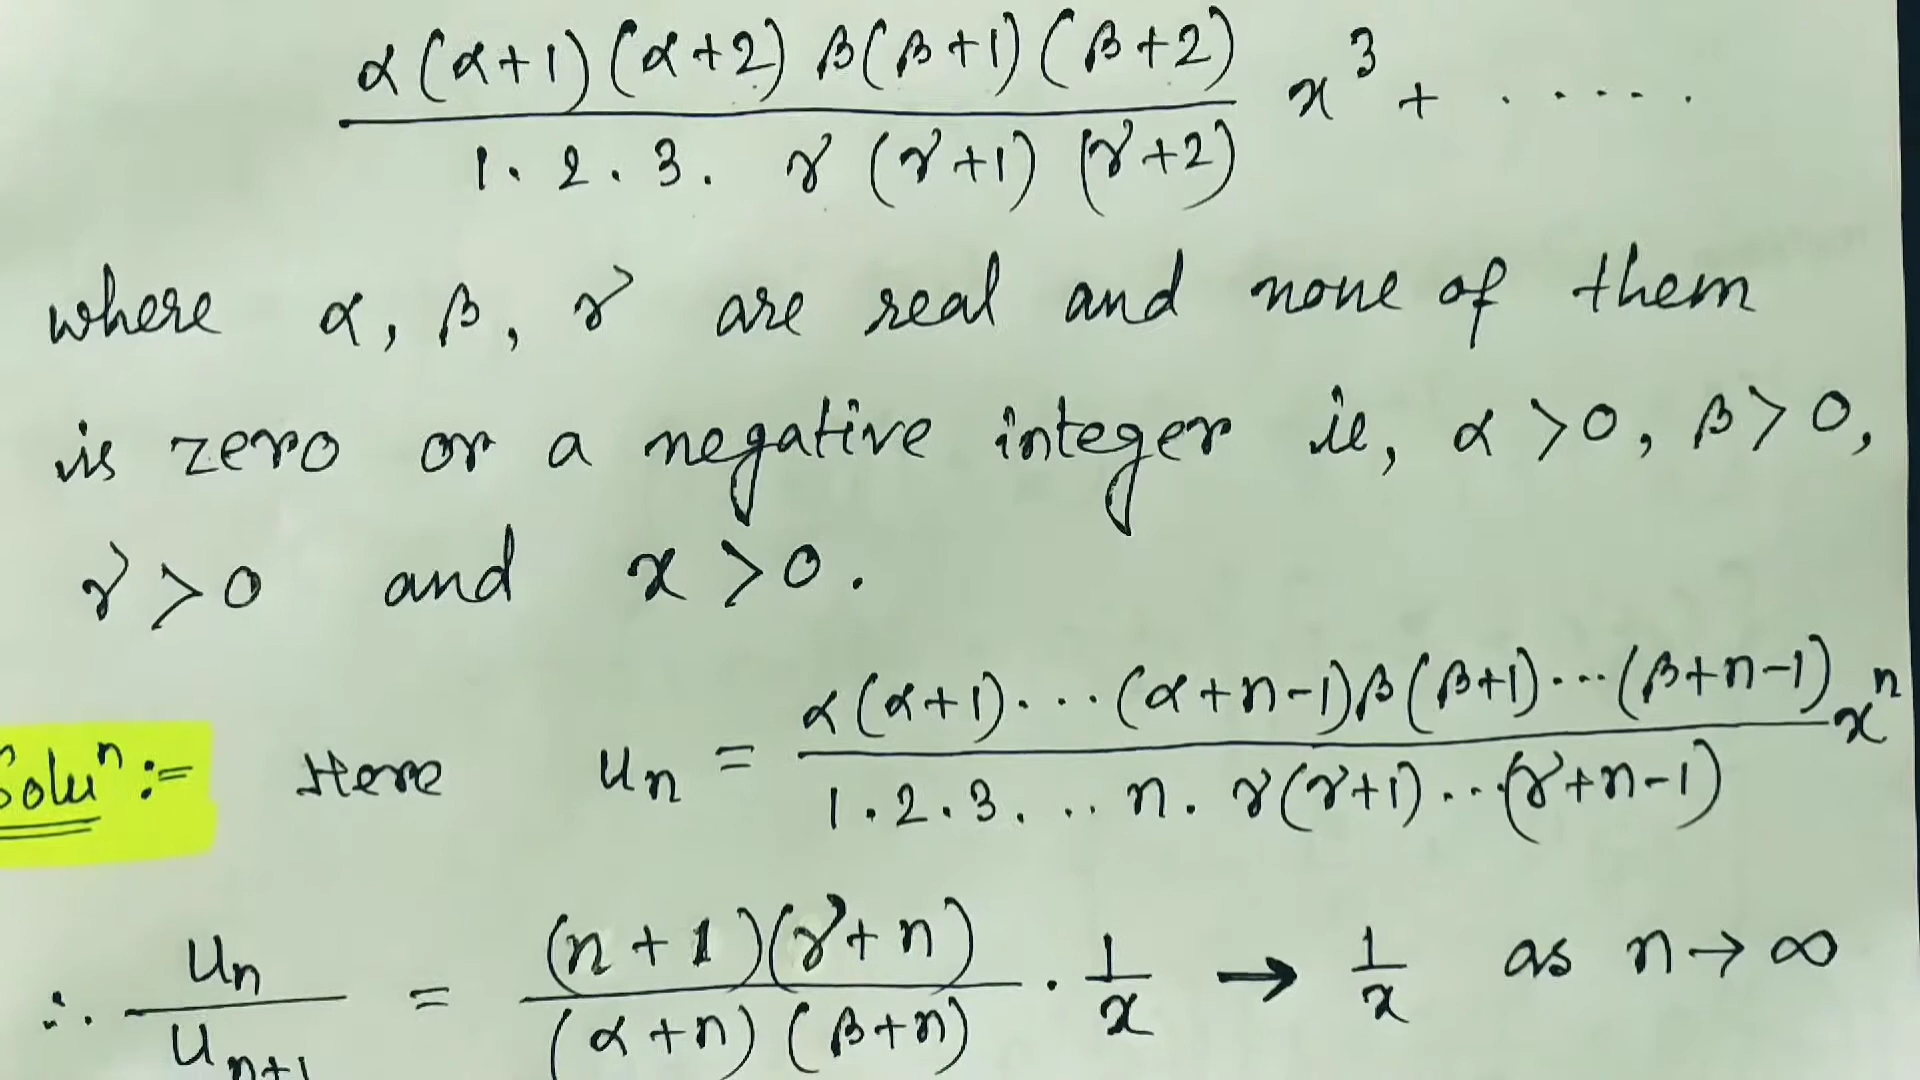 α(α+1)(α+2) β(β+1)(β+2)
1. 2. 3. γ (γ+1) (γ+2)
x³ + . . . . .
where α, β, γ are real and none of them
is zero or a negative integer ie, α > 0, β > 0,
γ > 0 and x > 0.
Soluⁿ :- Here uₙ = α(α+1)...(α+n-1)β(β+1)...(β+n-1) / 1.2.3...n. γ(γ+1)...(γ+n-1) xⁿ
∴ uₙ / uₙ₊₁ = (n+1)(γ+n) / (α+n)(β+n) · 1/x → 1/x as n → ∞